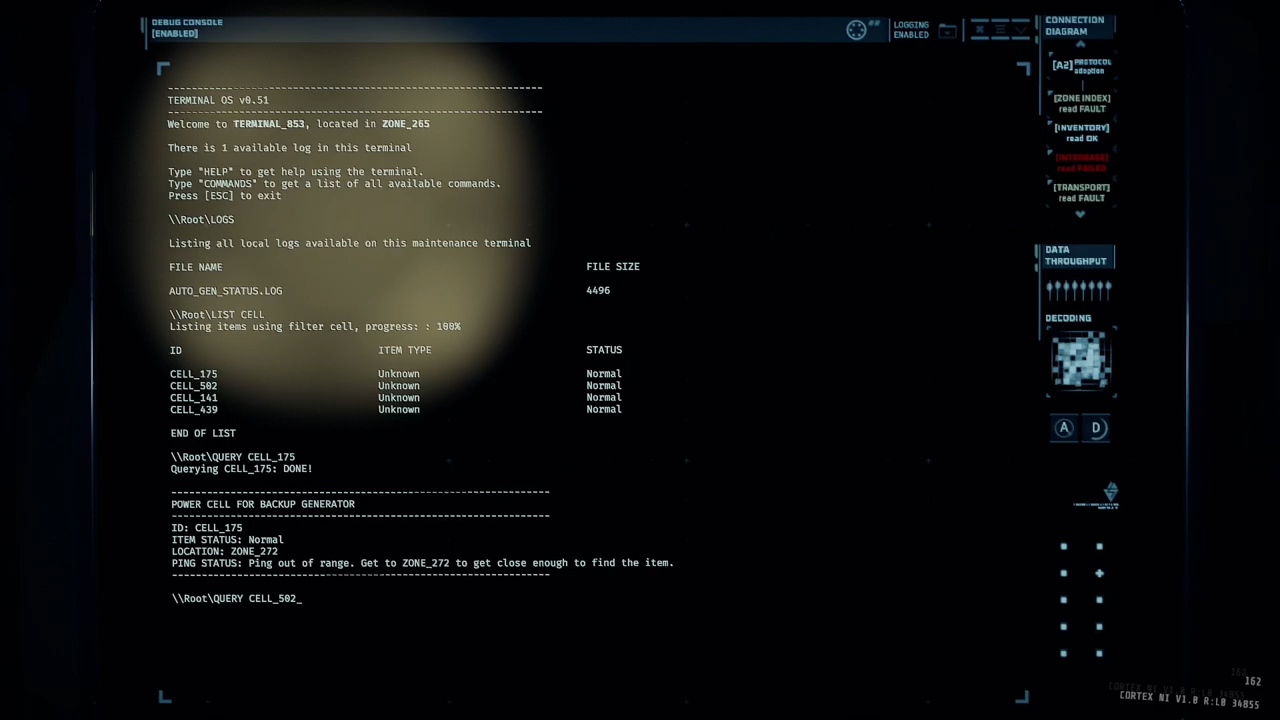 DEBUG CONSOLE
[ENABLED]
LOGGING
ENABLED
CONNECTION
DIAGRAM
[A2] PROTOCOL
adoption
[ZONE INDEX]
read FAULT
[INVENTORY]
read OK
read FAILED
[TRANSPORT]
read FAULT
DATA
THROUGHPUT
DECODING
A D
--------------------------------------------------------------
TERMINAL OS v0.51
--------------------------------------------------------------
Welcome to TERMINAL_853, located in ZONE_265
There is 1 available log in this terminal
Type "HELP" to get help using the terminal.
Type "COMMANDS" to get a list of all available commands.
Press [ESC] to exit
\\Root\LOGS
Listing all local logs available on this maintenance terminal
FILE NAME FILE SIZE
AUTO_GEN_STATUS.LOG 4496
\\Root\LIST CELL
Listing items using filter cell, progress: : 100%
ID ITEM TYPE STATUS
CELL_175 Unknown Normal
CELL_502 Unknown Normal
CELL_141 Unknown Normal
CELL_439 Unknown Normal
END OF LIST
\\Root\QUERY CELL_175
Querying CELL_175: DONE!
---------------------------------------------------------------
POWER CELL FOR BACKUP GENERATOR
---------------------------------------------------------------
ID: CELL_175
ITEM STATUS: Normal
LOCATION: ZONE_272
PING STATUS: Ping out of range. Get to ZONE_272 to get close enough to find the item.
---------------------------------------------------------------
\\Root\QUERY CELL_502_
162
CORTEX NI V1.0 R:L0 34855